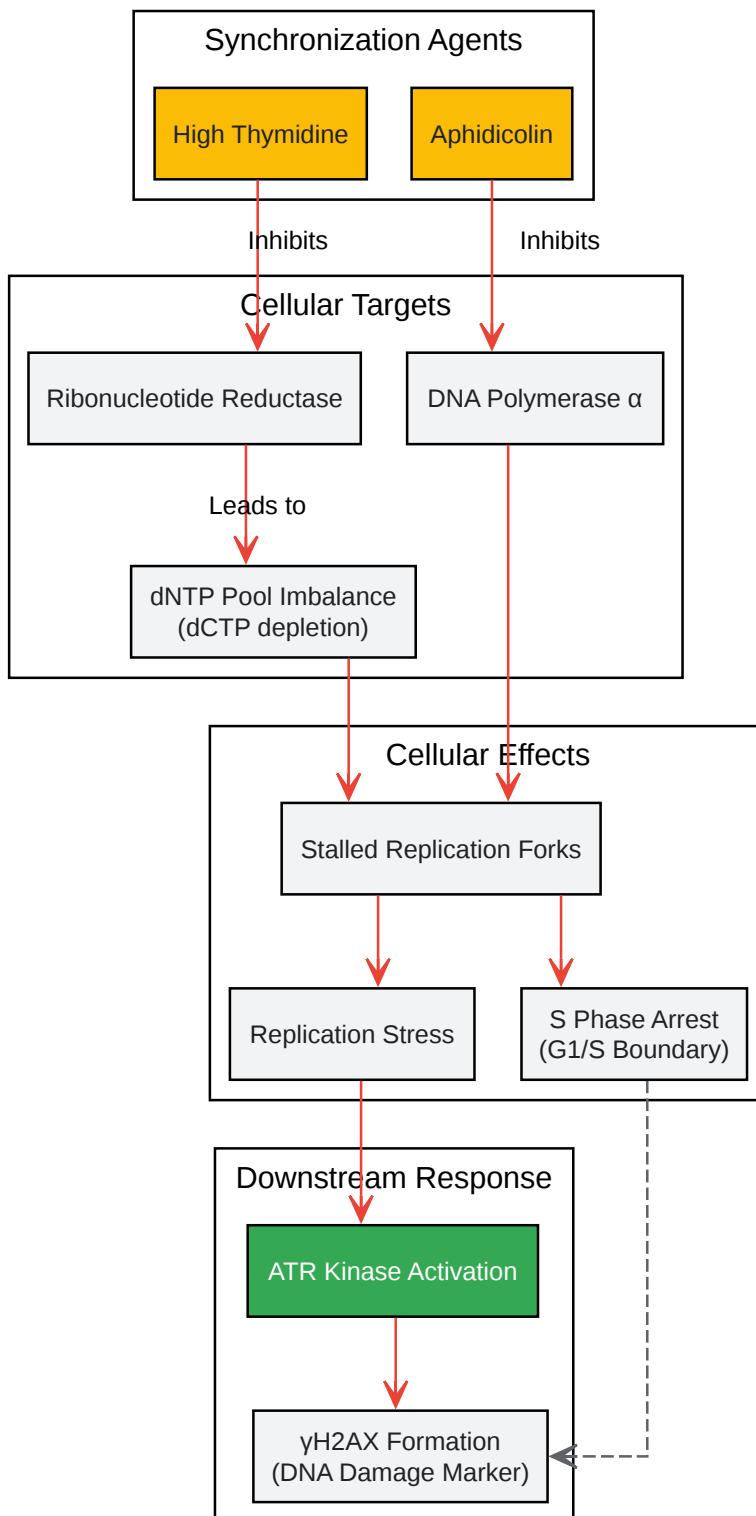 Synchronization Agents
High Thymidine
Aphidicolin
Inhibits
Inhibits
Cellular Targets
Ribonucleotide Reductase
DNA Polymerase α
Leads to
dNTP Pool Imbalance
(dCTP depletion)
Cellular Effects
Stalled Replication Forks
Replication Stress
S Phase Arrest
(G1/S Boundary)
Downstream Response
ATR Kinase Activation
γH2AX Formation
(DNA Damage Marker)